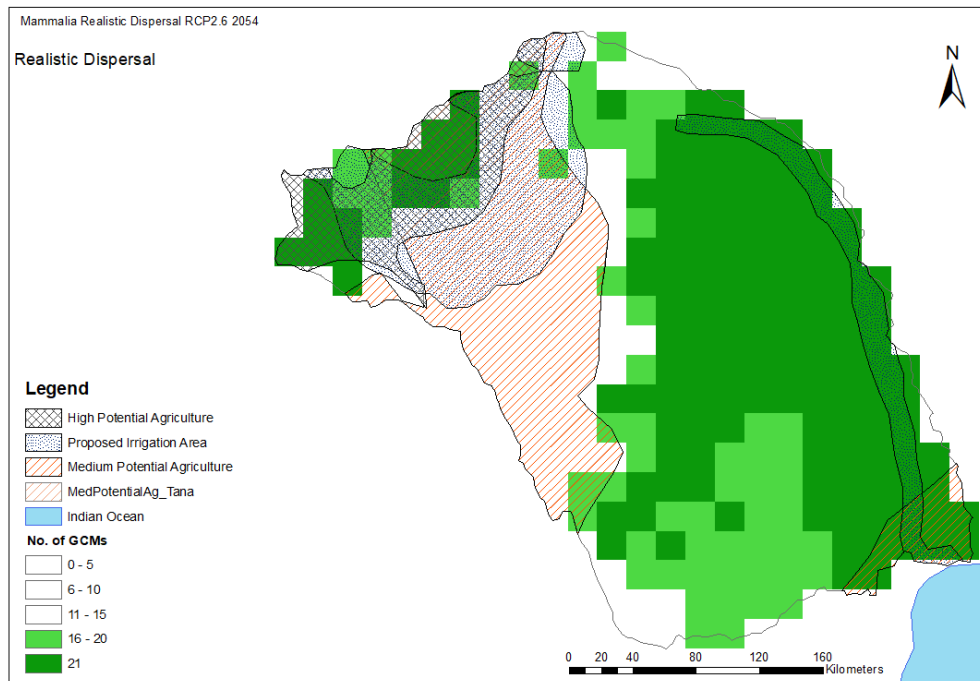 Mammalia Realistic Dispersal RCP2.6 2054
Realistic Dispersal
N
Legend
High Potential Agriculture
Proposed Irrigation Area
Medium Potential Agriculture
MedPotentialAg_Tana
Indian Ocean
No. of GCMs
0 - 5
6 - 10
11 - 15
16 - 20
21
0 20 40 80 120 160
Kilometers